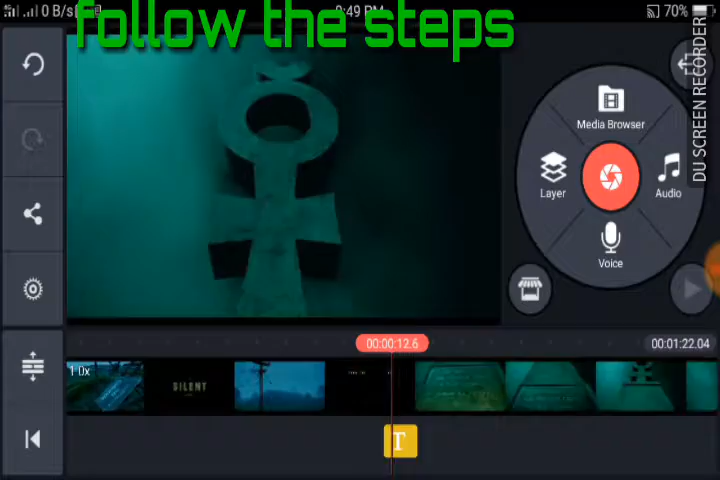 0 B/s
9:49 PM
70%
follow the steps
DU SCREEN RECORDER
Media Browser
Layer
Audio
Voice
00:00:12.6
00:01:22.04
1.0x
SILENT
T